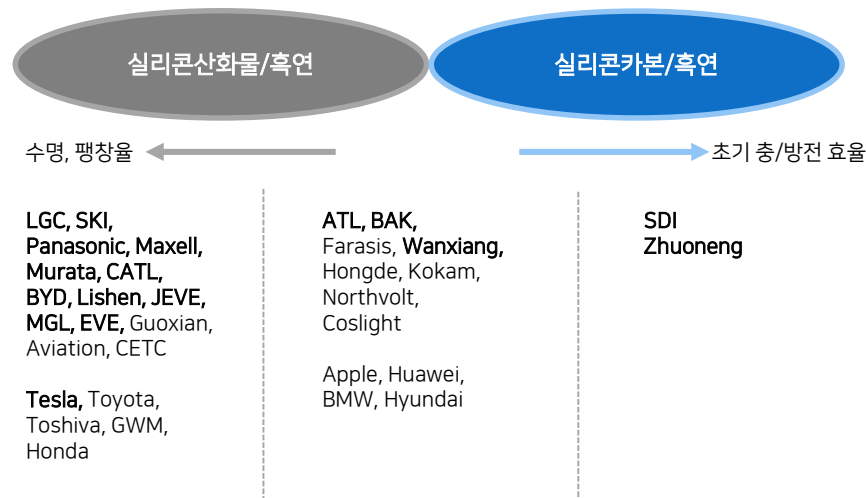 실리콘산화물/흑연
실리콘카본/흑연
수명, 팽창율
초기 충/방전 효율
LGC, SKI,
Panasonic, Maxell,
Murata, CATL,
BYD, Lishen, JEVE,
MGL, EVE, Guoxian,
Aviation, CETC
Tesla, Toyota,
Toshiva, GWM,
Honda
ATL, BAK,
Farasis, Wanxiang,
Hongde, Kokam,
Northvolt,
Coslight
Apple, Huawei,
BMW, Hyundai
SDI
Zhuoneng